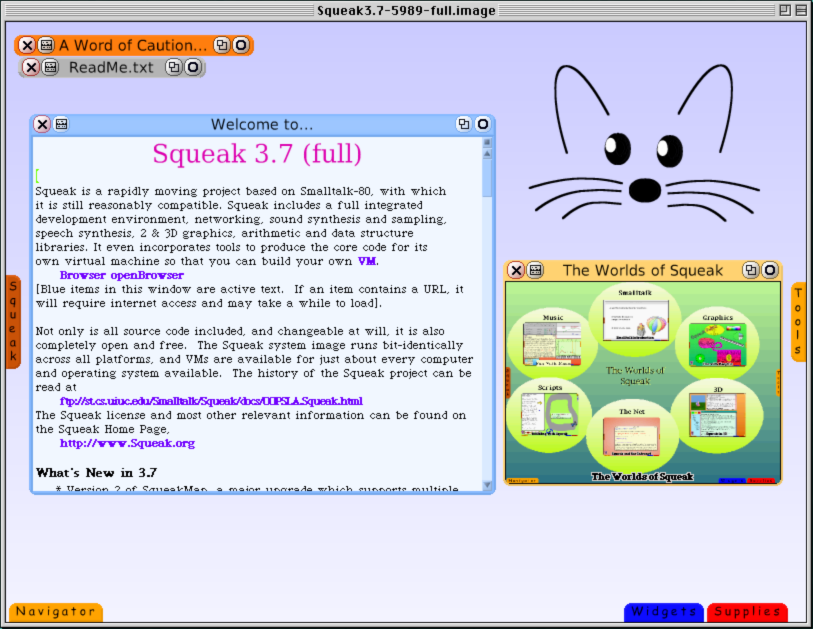 Squeak3.7-5989-full.image
A Word of Caution...
ReadMe.txt
Welcome to...
Squeak 3.7 (full)
Squeak is a rapidly moving project based on Smalltalk-80, with which
it is still reasonably compatible. Squeak includes a full integrated
development environment, networking, sound synthesis and sampling,
speech synthesis, 2 & 3D graphics, arithmetic and data structure
libraries. It even incorporates tools to produce the core code for its
own virtual machine so that you can build your own VM.
Browser openBrowser
[Blue items in this window are active text. If an item contains a URL, it
will require internet access and may take a while to load].
Not only is all source code included, and changeable at will, it is also
completely open and free. The Squeak system image runs bit-identically
across all platforms, and VMs are available for just about every computer
and operating system available. The history of the Squeak project can be
read at
ftp://st.cs.uiuc.edu/Smalltalk/Squeak/docs/OOPSLA.Squeak.html
The Squeak license and most other relevant information can be found on
the Squeak Home Page,
http://www.Squeak.org
What's New in 3.7
* Version 2 of SqueakMap, a major upgrade which supports multiple
The Worlds of Squeak
Smalltalk
Music
Graphics
The Worlds of
Squeak
Scripts
3D
The Net
The Worlds of Squeak
Squeak
Tools
Navigator
Widgets
Supplies